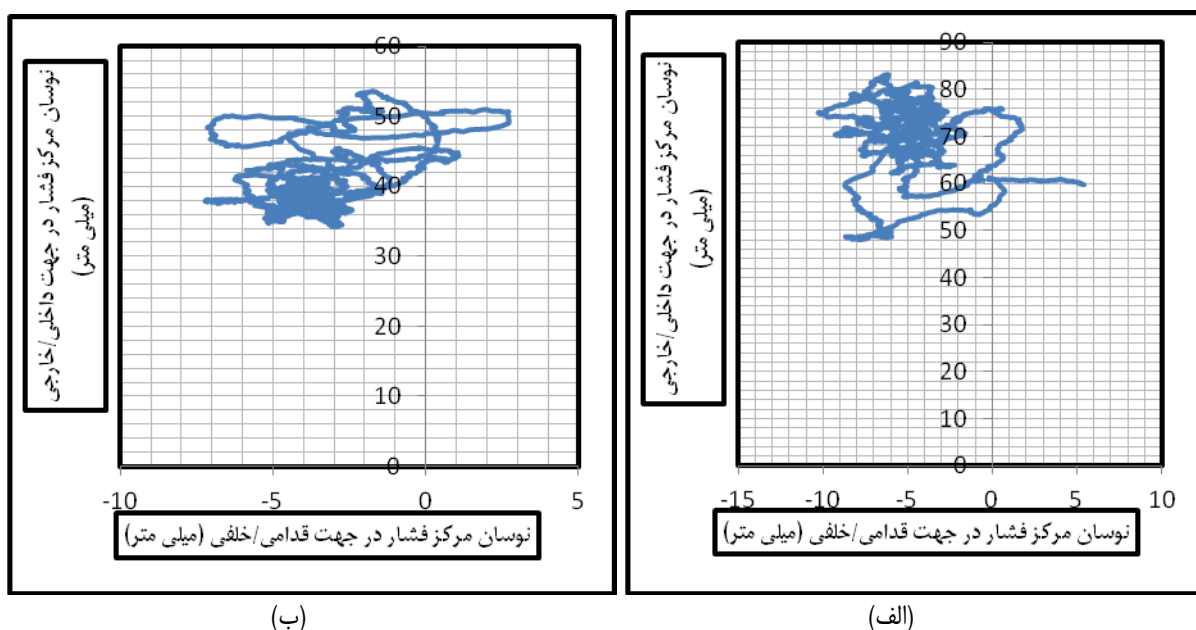 نوسان مرکز فشار در جهت داخلی/خارجی
(میلی متر)
90
80
70
60
50
40
30
20
10
0
-15 -10 -5 0 5 10
نوسان مرکز فشار در جهت قدامی/خلفی (میلی متر)
(الف)
نوسان مرکز فشار در جهت داخلی/خارجی
(میلی متر)
60
50
40
30
20
10
0
-10 -5 0 5
نوسان مرکز فشار در جهت قدامی/خلفی (میلی متر)
(ب)